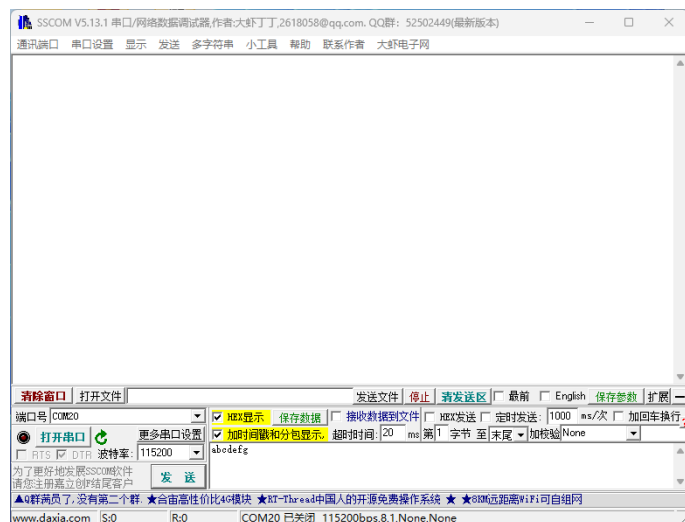 SSCOM V5.13.1 串口/网络数据调试器,作者:大虾丁丁,2618058@qq.com. QQ群: 52502449(最新版本)
通讯端口 串口设置 显示 发送 多字符串 小工具 帮助 联系作者 大虾电子网
清除窗口 打开文件 发送文件 停止 清发送区 最前 English 保存参数 扩展 —
端口号 COM20 HEX显示 保存数据 接收数据到文件 HEX发送 定时发送: 1000 ms/次 加回车换行
打开串口 更多串口设置 加时间戳和分包显示, 超时时间: 20 ms 第 1 字节 至 末尾 加校验 None
RTS DTR 波特率: 115200 abcdefg
为了更好地发展SSCOM软件
请您注册嘉立创F结尾客户
发 送
▲Q群满员了,没有第二个群. ★合宙高性价比4G模块 ★RT-Thread中国人的开源免费操作系统 ★ ★8KM远距离WiFi可自组网
www.daxia.com S:0 R:0 COM20 已关闭 115200bps,8,1,None,None